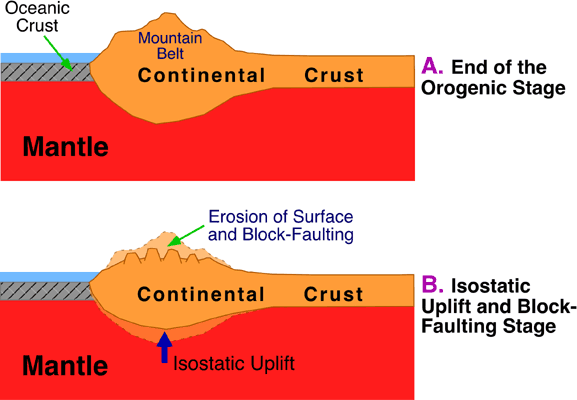 Oceanic
Crust
Mountain
Belt
Continental Crust
Mantle
A. End of the
Orogenic Stage
Erosion of Surface
and Block-Faulting
Continental Crust
Mantle
Isostatic Uplift
B. Isostatic
Uplift and Block-
Faulting Stage